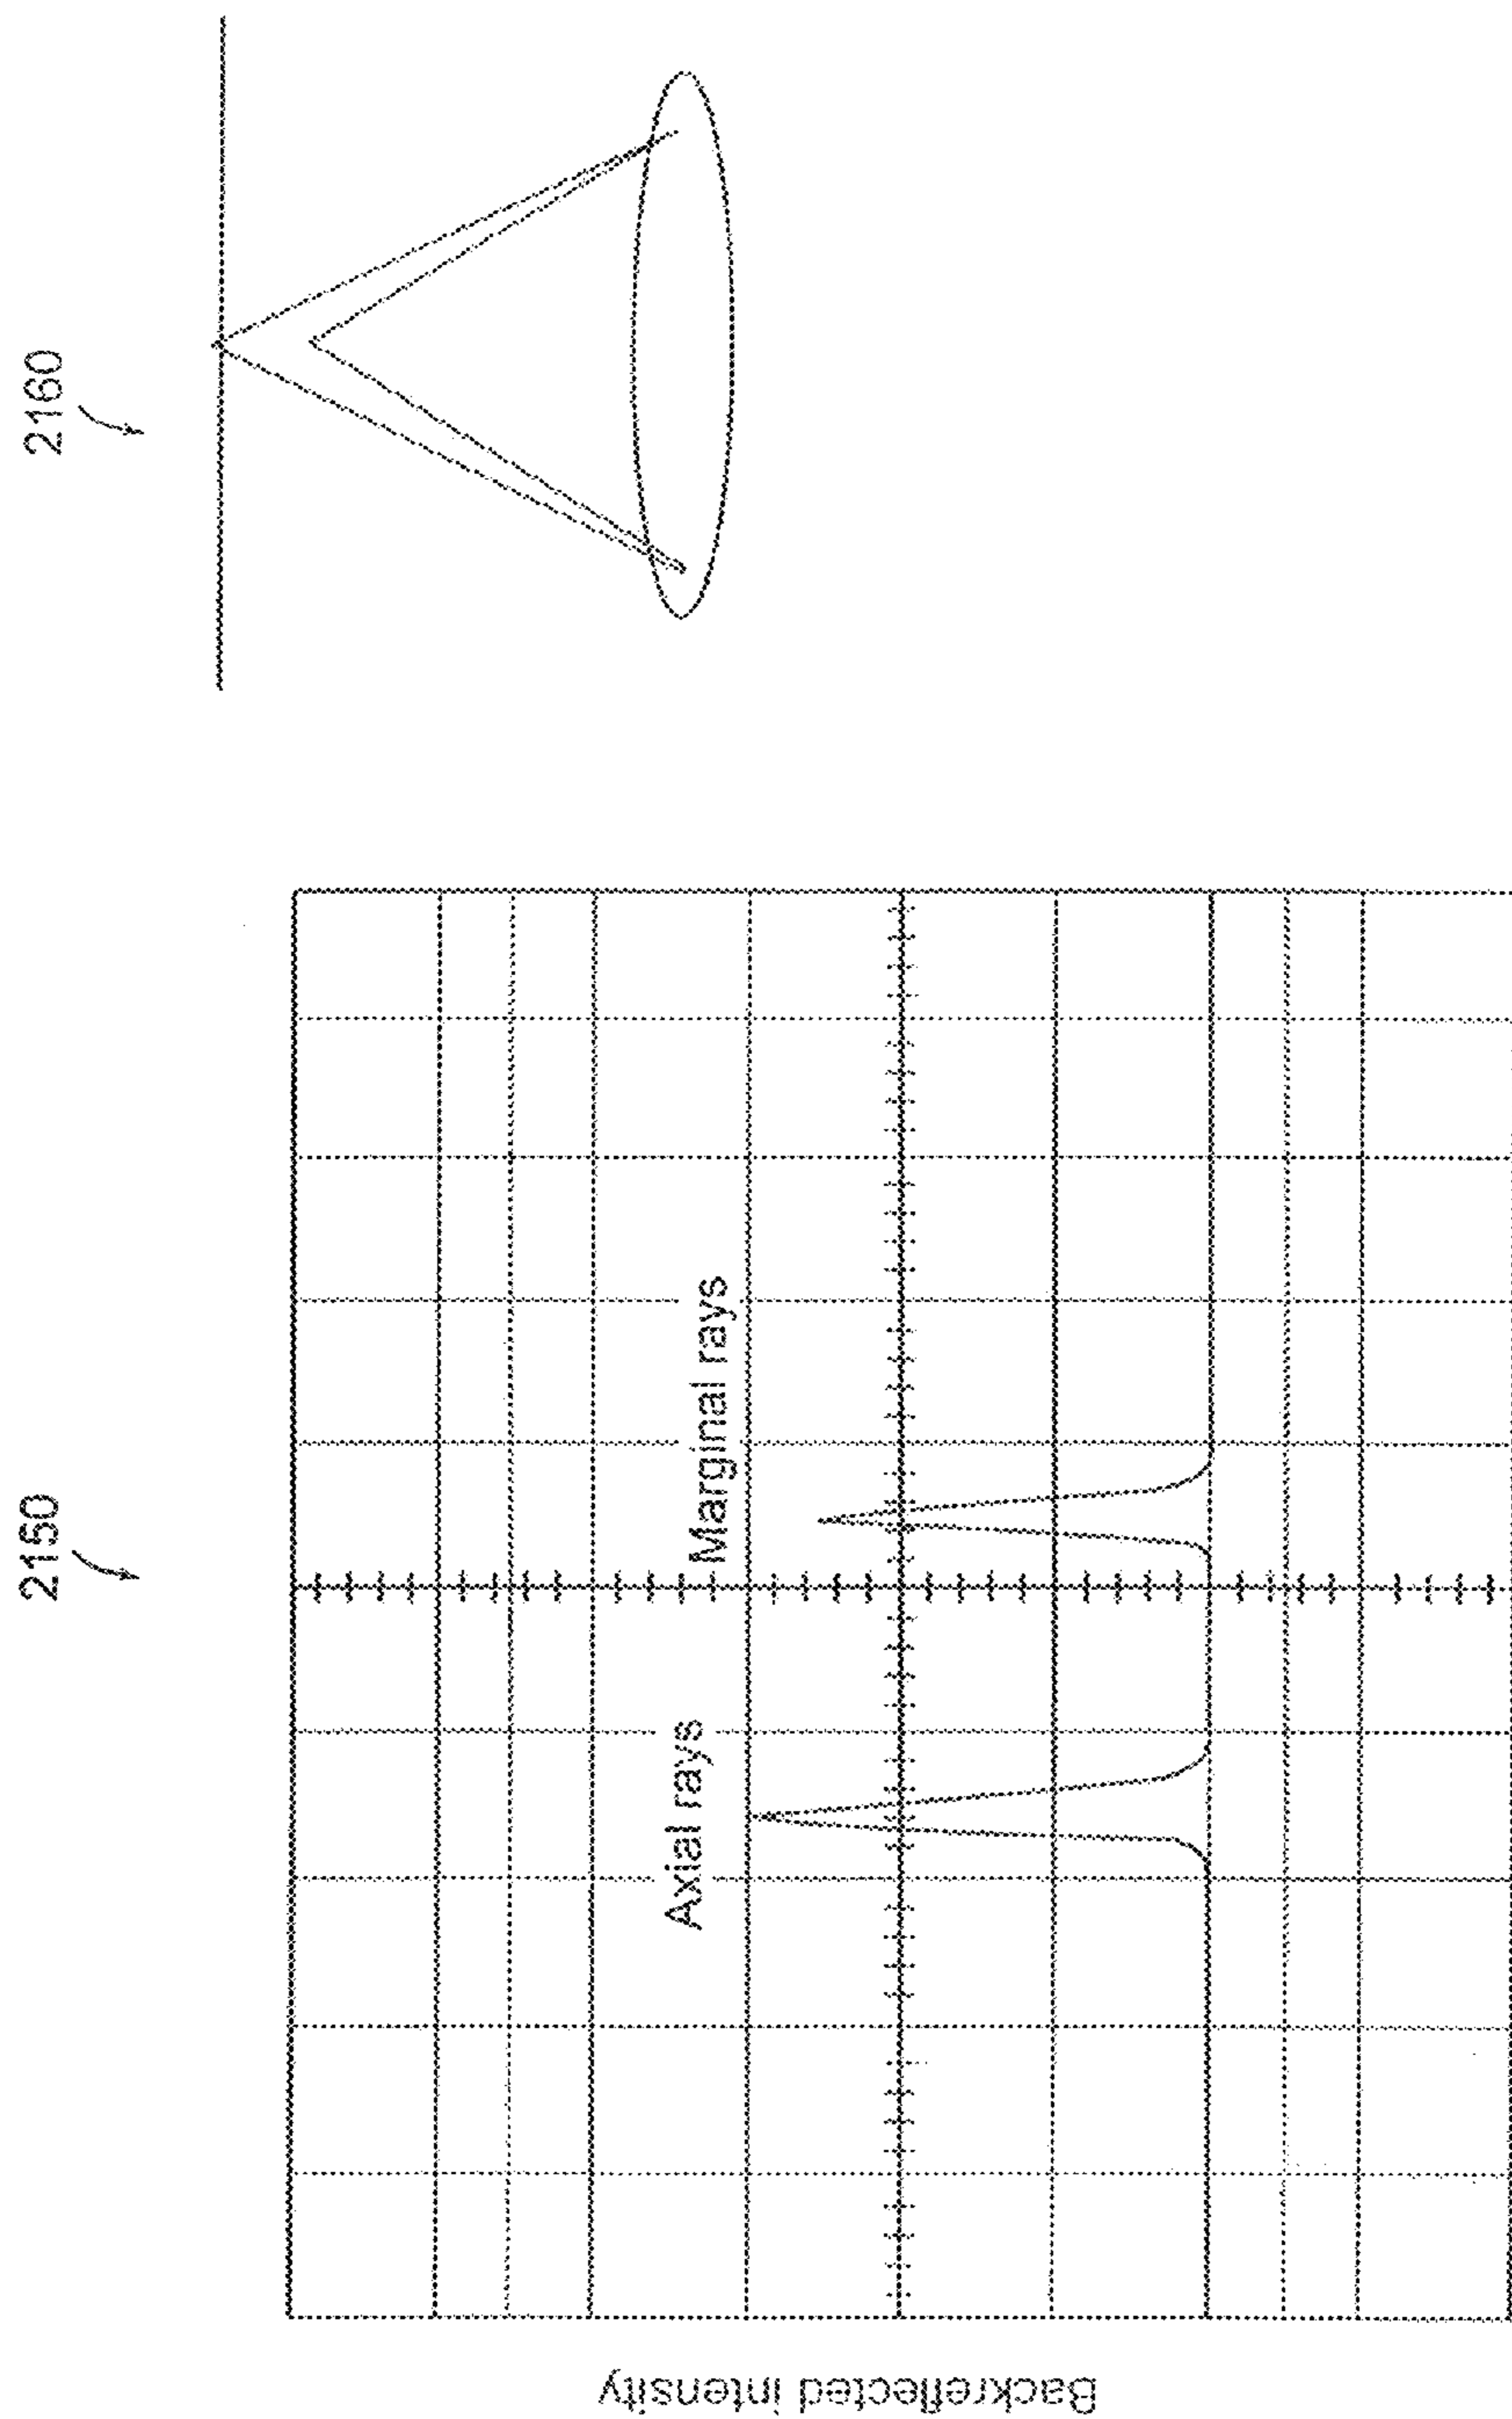 2150
2160
Axial rays
Marginal rays
Backreflected intensity